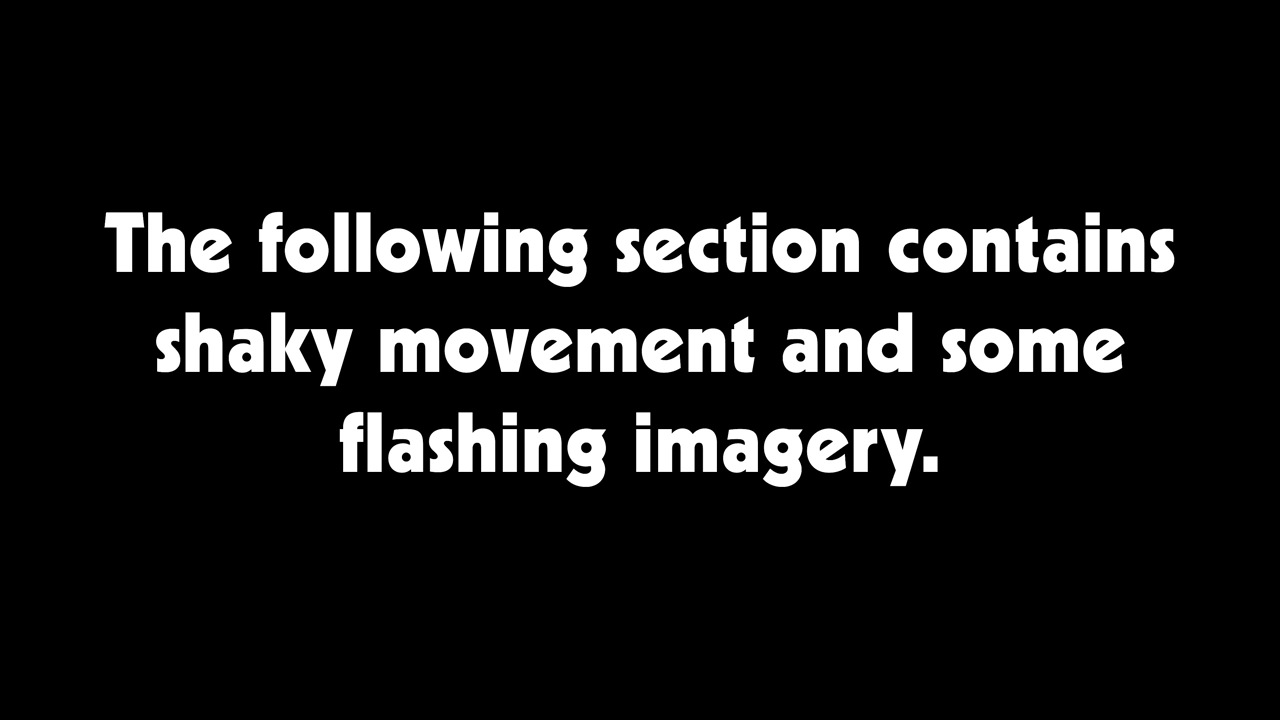 The following section contains
shaky movement and some
flashing imagery.